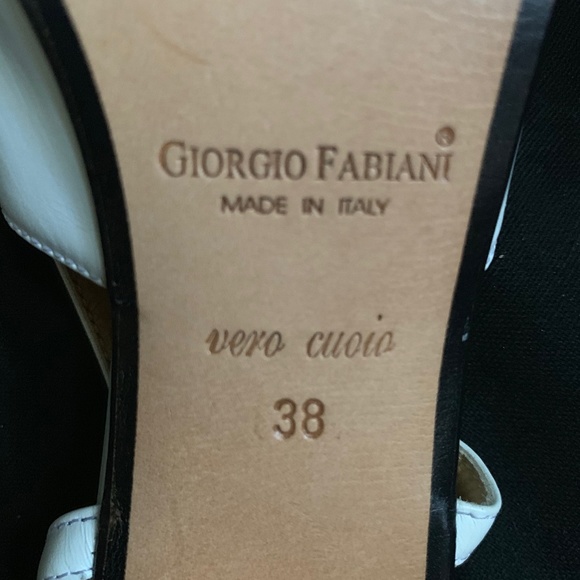 GIORGIO FABIANI®
MADE IN ITALY
vero cuoio
38